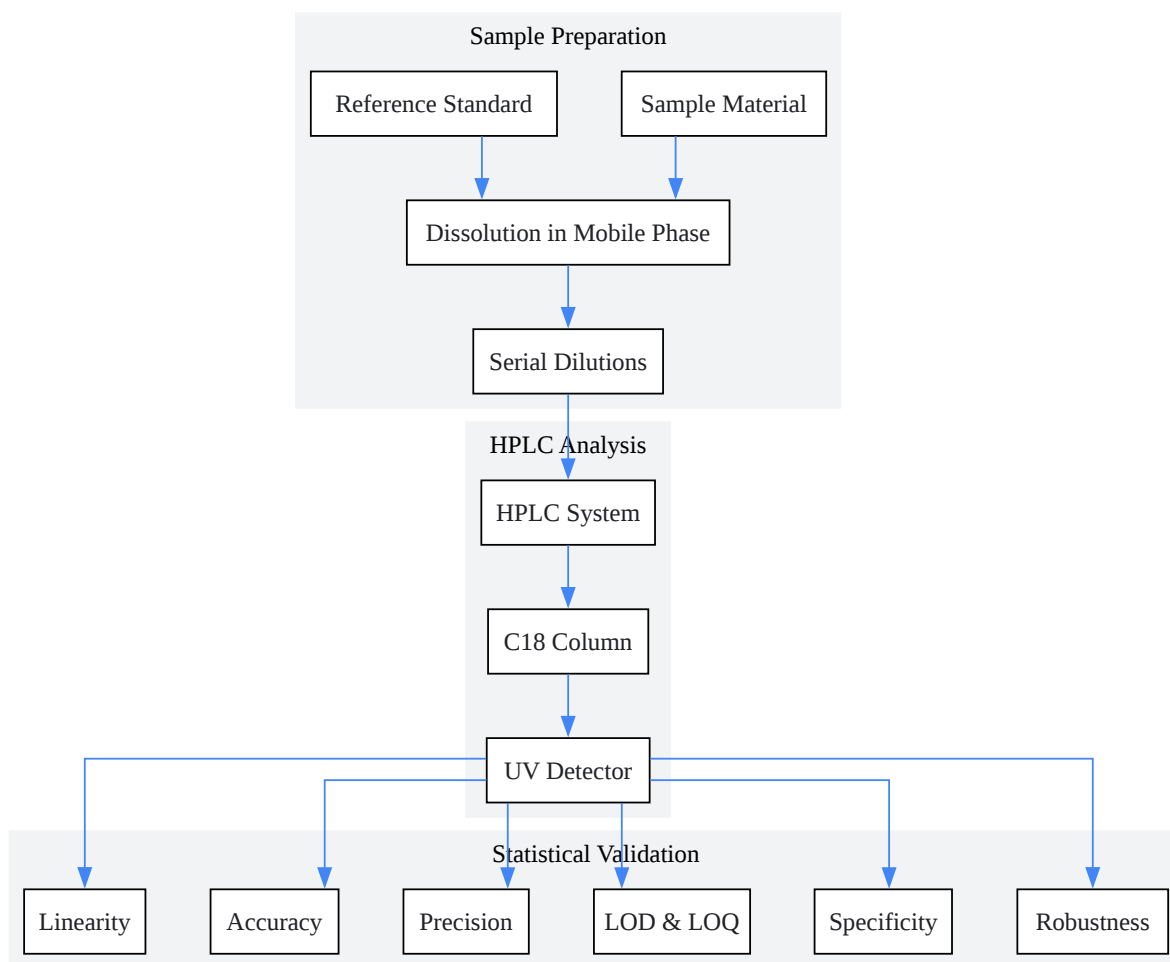 Sample Preparation
Reference Standard
Sample Material
Dissolution in Mobile Phase
Serial Dilutions
HPLC Analysis
HPLC System
C18 Column
UV Detector
Statistical Validation
Linearity
Accuracy
Precision
LOD & LOQ
Specificity
Robustness